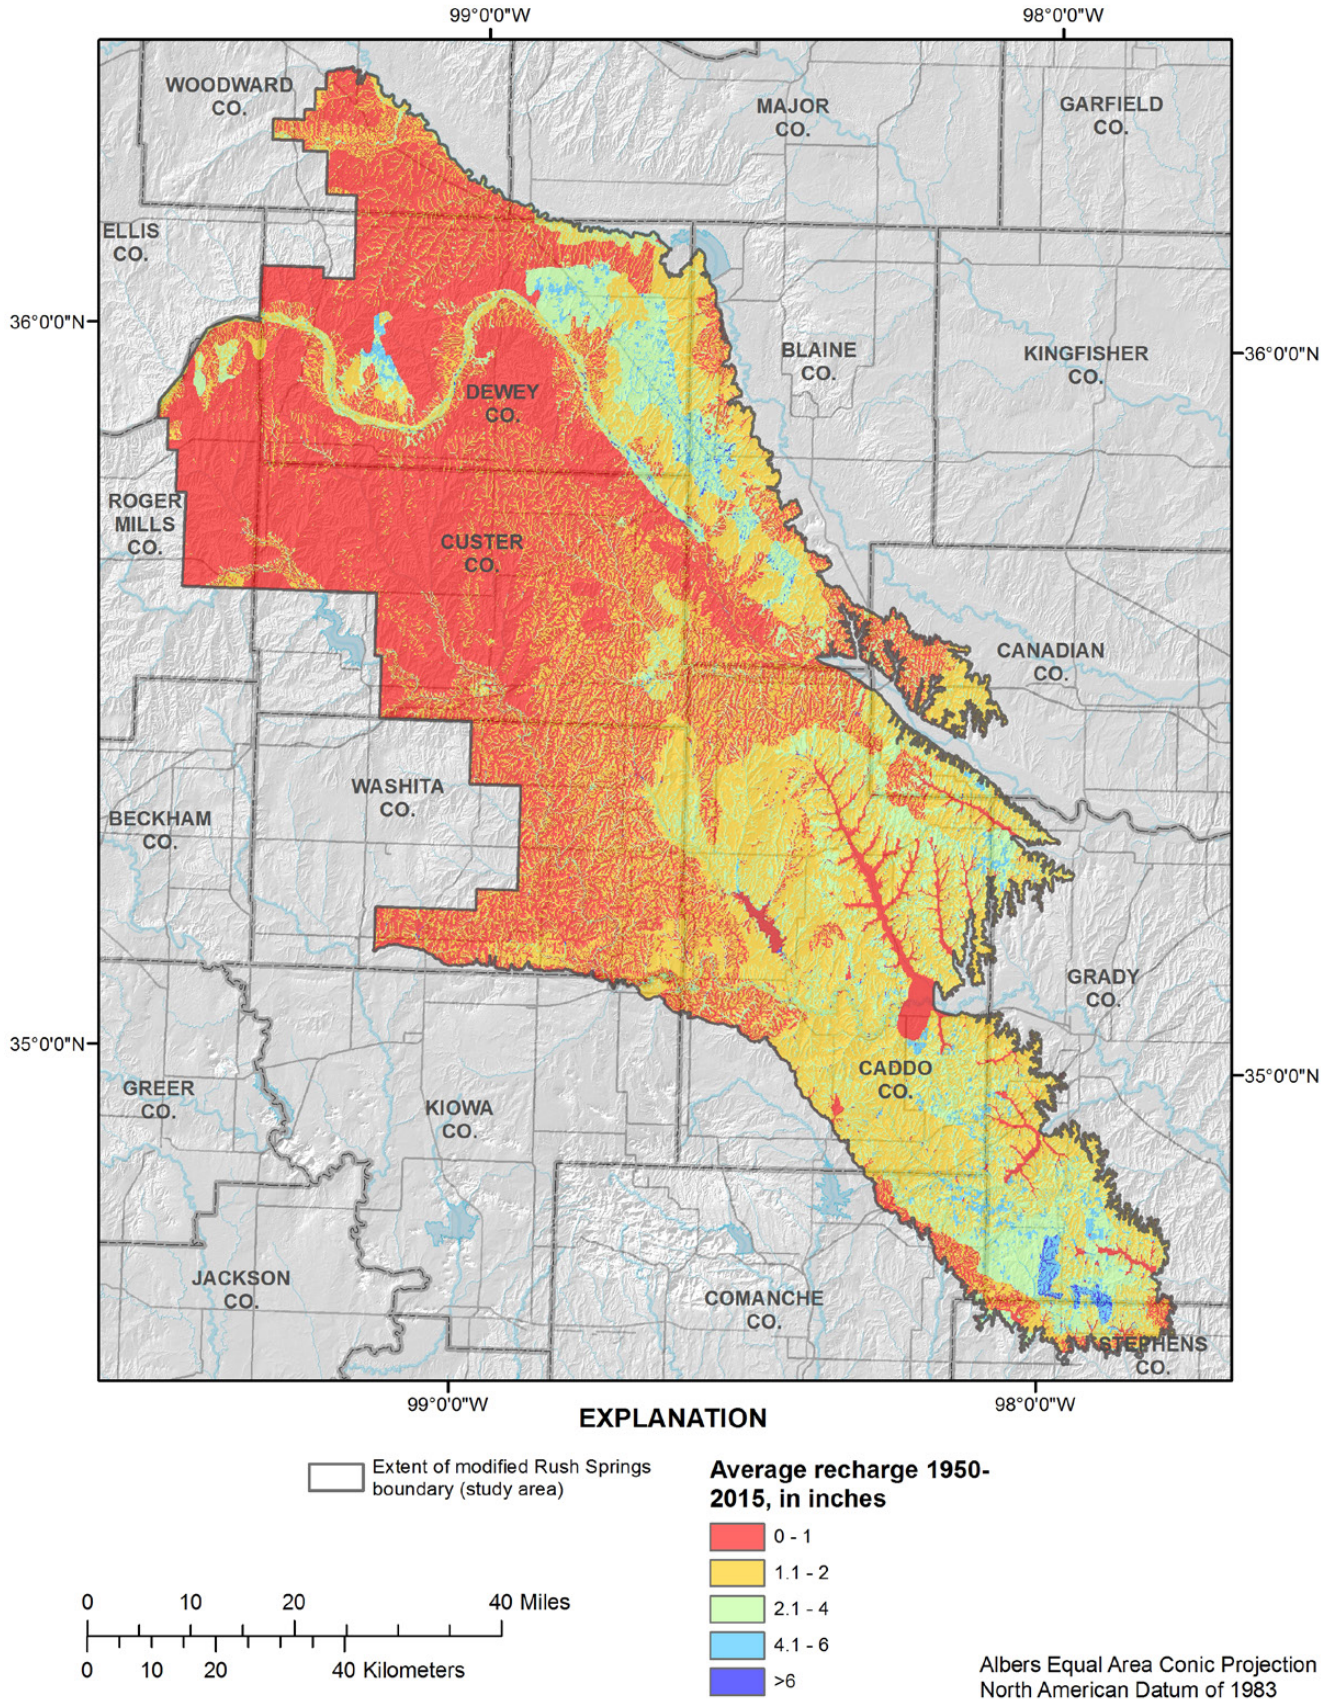 99°0'0"W
98°0'0"W
WOODWARD
CO.
MAJOR
CO.
GARFIELD
CO.
ELLIS
CO.
36°0'0"N
36°0'0"N
BLAINE
CO.
KINGFISHER
CO.
DEWEY
CO.
ROGER
MILLS
CO.
CUSTER
CO.
CANADIAN
CO.
WASHITA
CO.
BECKHAM
CO.
GRADY
CO.
35°0'0"N
35°0'0"N
CADDO
CO.
GREER
CO.
KIOWA
CO.
JACKSON
CO.
COMANCHE
CO.
STEPHENS
CO.
99°0'0"W
98°0'0"W
EXPLANATION
Extent of modified Rush Springs
boundary (study area)
Average recharge 1950-
2015, in inches
0 - 1
1.1 - 2
2.1 - 4
4.1 - 6
>6
0 10 20 40 Miles
0 10 20 40 Kilometers
Albers Equal Area Conic Projection
North American Datum of 1983